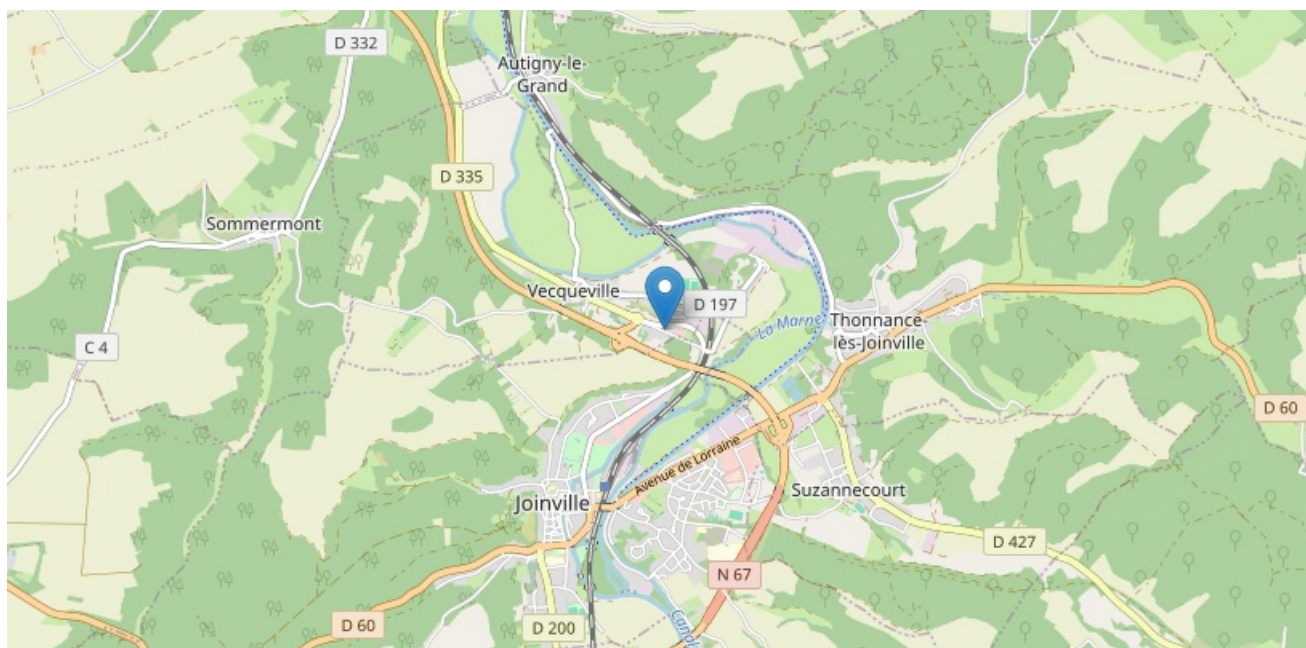 D 332
Autigny-le-
Grand
D 335
Sommermont
Vecqueville
D 197
La Marne
Thonnance-
lès-Joinville
C 4
D 60
Avenue de Lorraine
Joinville
Suzannecourt
D 427
N 67
D 60
D 200